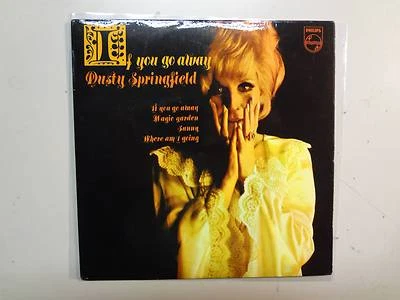 If you go away
Dusty Springfield
If you go away
Magic garden
Sunny
Where am I going
PHILIPS